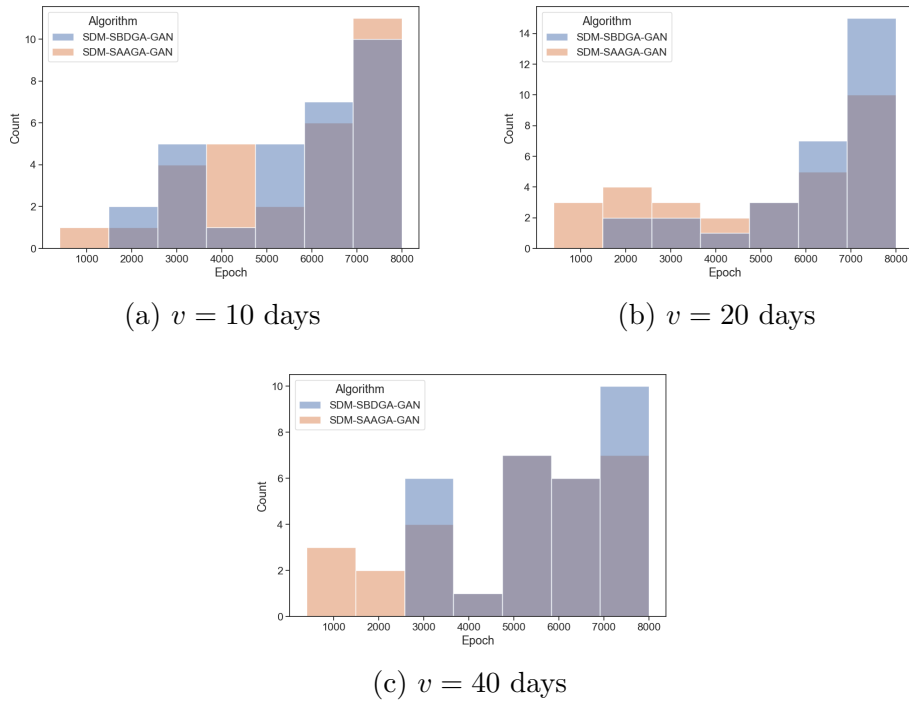 Algorithm
SDM-SBDGA-GAN
SDM-SAAGA-GAN
10
8
6
4
2
0
Count
1000 2000 3000 4000 5000 6000 7000 8000
Epoch
(a) v = 10 days
Algorithm
SDM-SBDGA-GAN
SDM-SAAGA-GAN
14
12
10
8
6
4
2
0
Count
1000 2000 3000 4000 5000 6000 7000 8000
Epoch
(b) v = 20 days
Algorithm
SDM-SBDGA-GAN
SDM-SAAGA-GAN
10
8
6
4
2
0
Count
1000 2000 3000 4000 5000 6000 7000 8000
Epoch
(c) v = 40 days